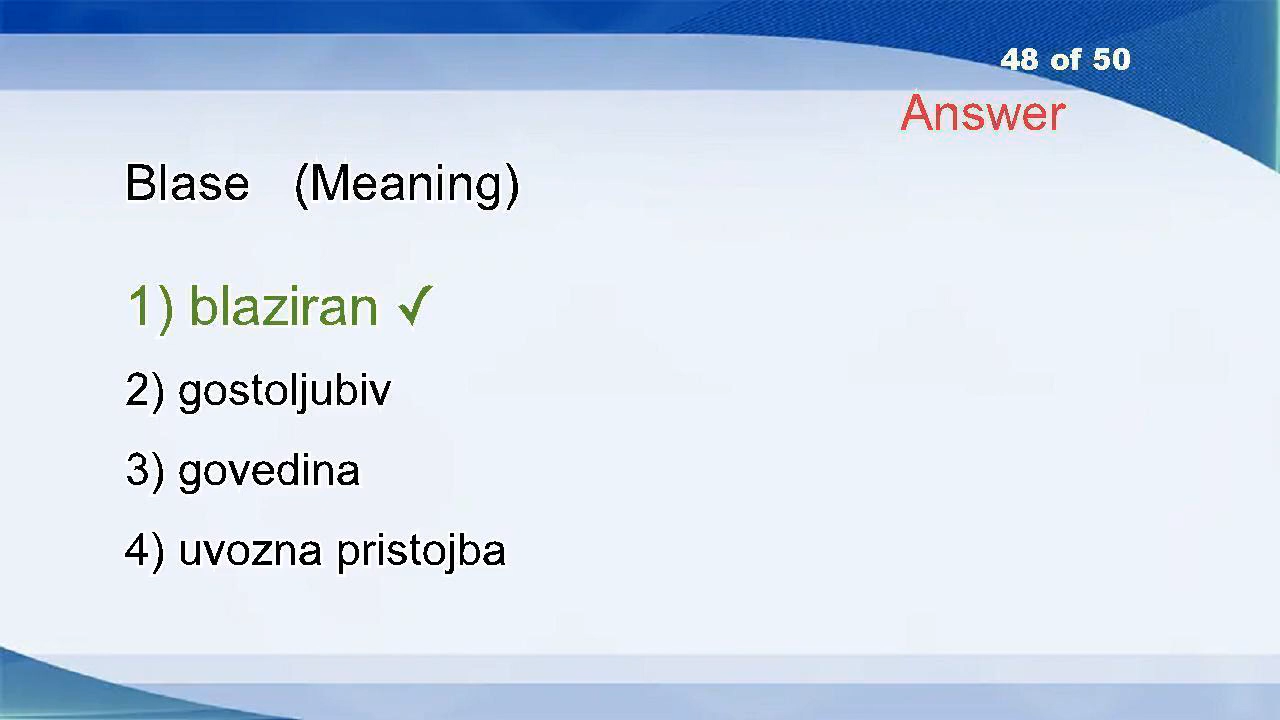 48 of 50
Answer
Blase (Meaning)
1) blaziran ✓
2) gostoljubiv
3) govedina
4) uvozna pristojba